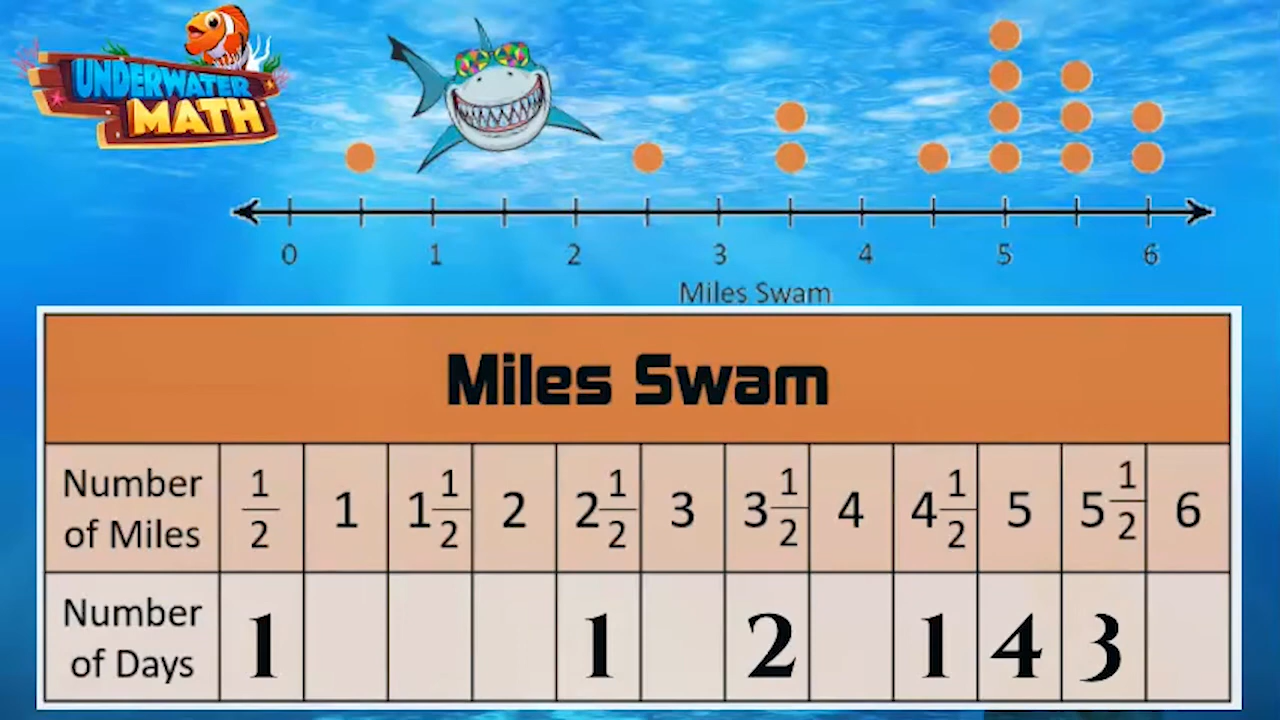 UNDERWATER
MATH
0 1 2 3 4 5 6
Miles Swam
Miles Swam
Number of Miles 1/2 1 1 1/2 2 2 1/2 3 3 1/2 4 4 1/2 5 5 1/2 6
Number of Days 1 1 2 1 4 3